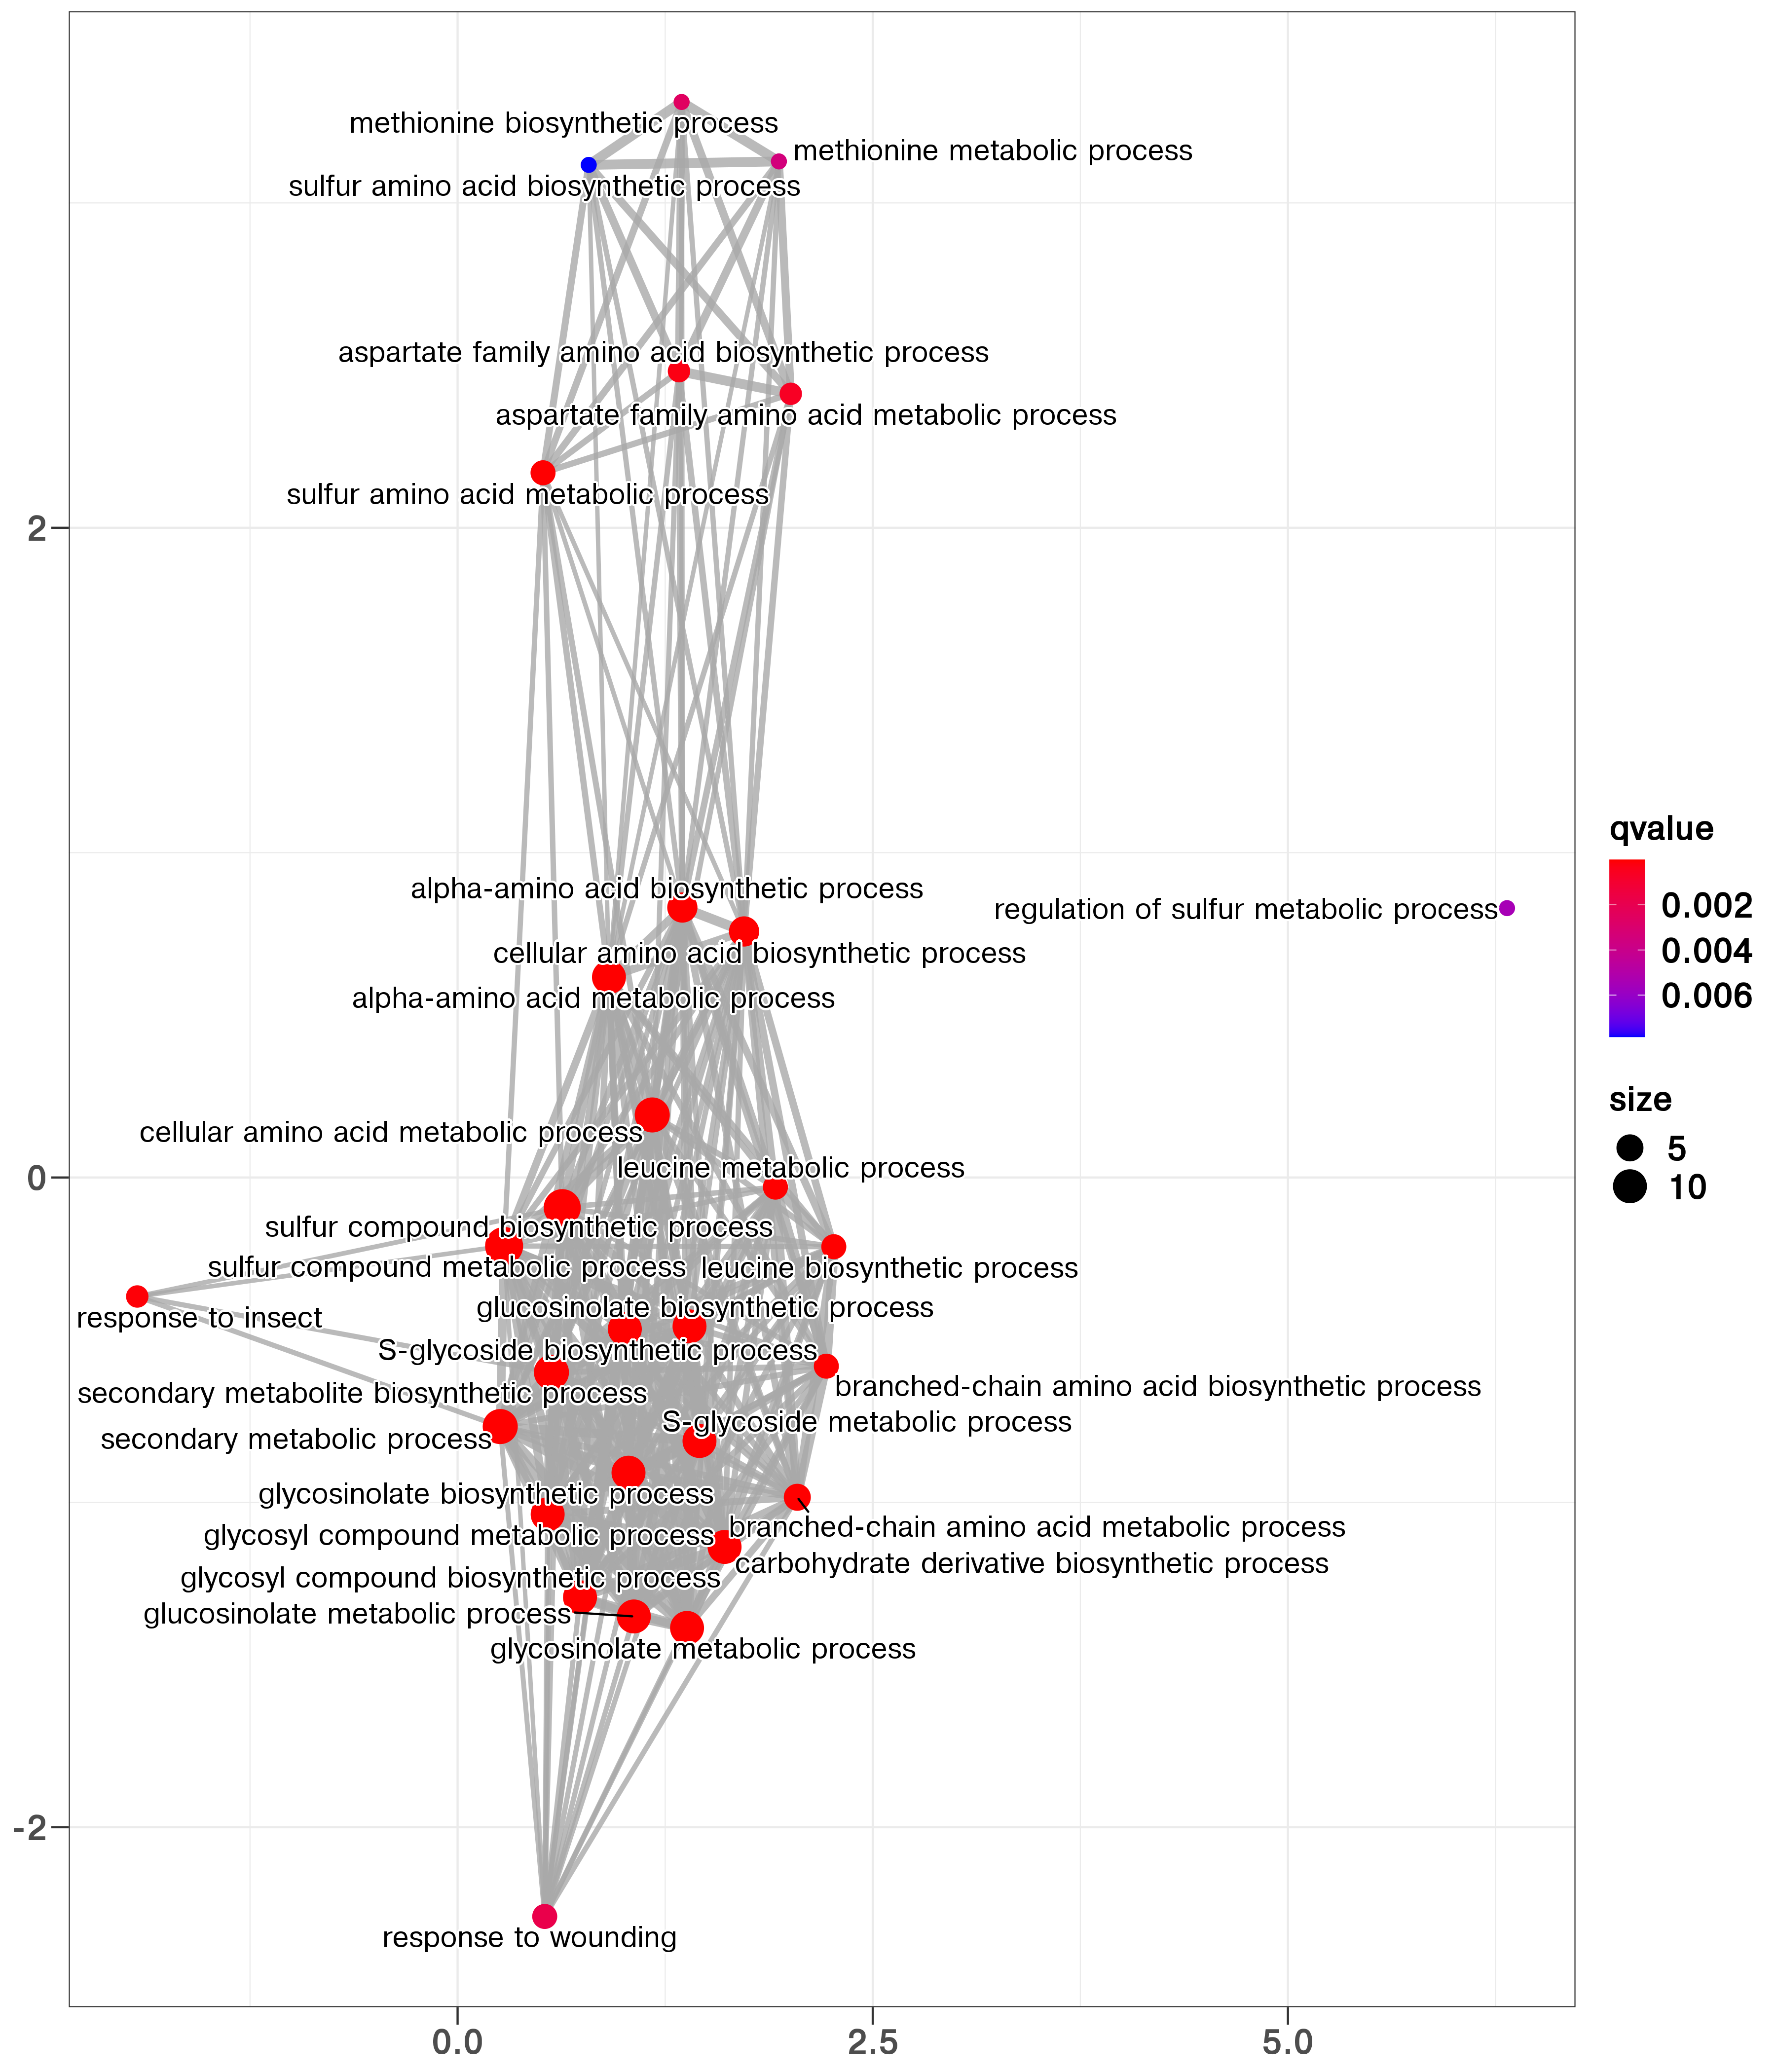 methionine biosynthetic process
methionine metabolic process
sulfur amino acid biosynthetic process
aspartate family amino acid biosynthetic process
aspartate family amino acid metabolic process
sulfur amino acid metabolic process
2
alpha-amino acid biosynthetic process
regulation of sulfur metabolic process
cellular amino acid biosynthetic process
alpha-amino acid metabolic process
cellular amino acid metabolic process
leucine metabolic process
0
sulfur compound biosynthetic process
sulfur compound metabolic process
leucine biosynthetic process
glucosinolate biosynthetic process
response to insect
S-glycoside biosynthetic process
branched-chain amino acid biosynthetic process
secondary metabolite biosynthetic process
S-glycoside metabolic process
secondary metabolic process
glycosinolate biosynthetic process
branched-chain amino acid metabolic process
glycosyl compound metabolic process
carbohydrate derivative biosynthetic process
glycosyl compound biosynthetic process
glucosinolate metabolic process
glycosinolate metabolic process
-2
response to wounding
0.0
2.5
5.0
qvalue
0.002
0.004
0.006
size
5
10